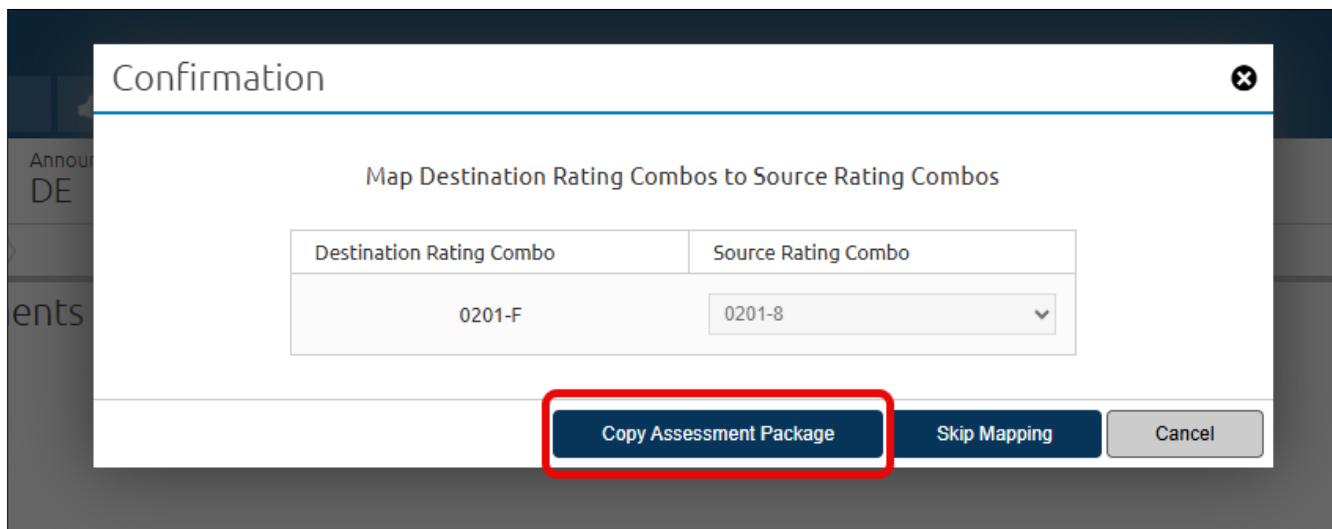 Confirmation
Announ
DE
Map Destination Rating Combos to Source Rating Combos
Destination Rating Combo Source Rating Combo
0201-F 0201-8
ents
Copy Assessment Package Skip Mapping Cancel